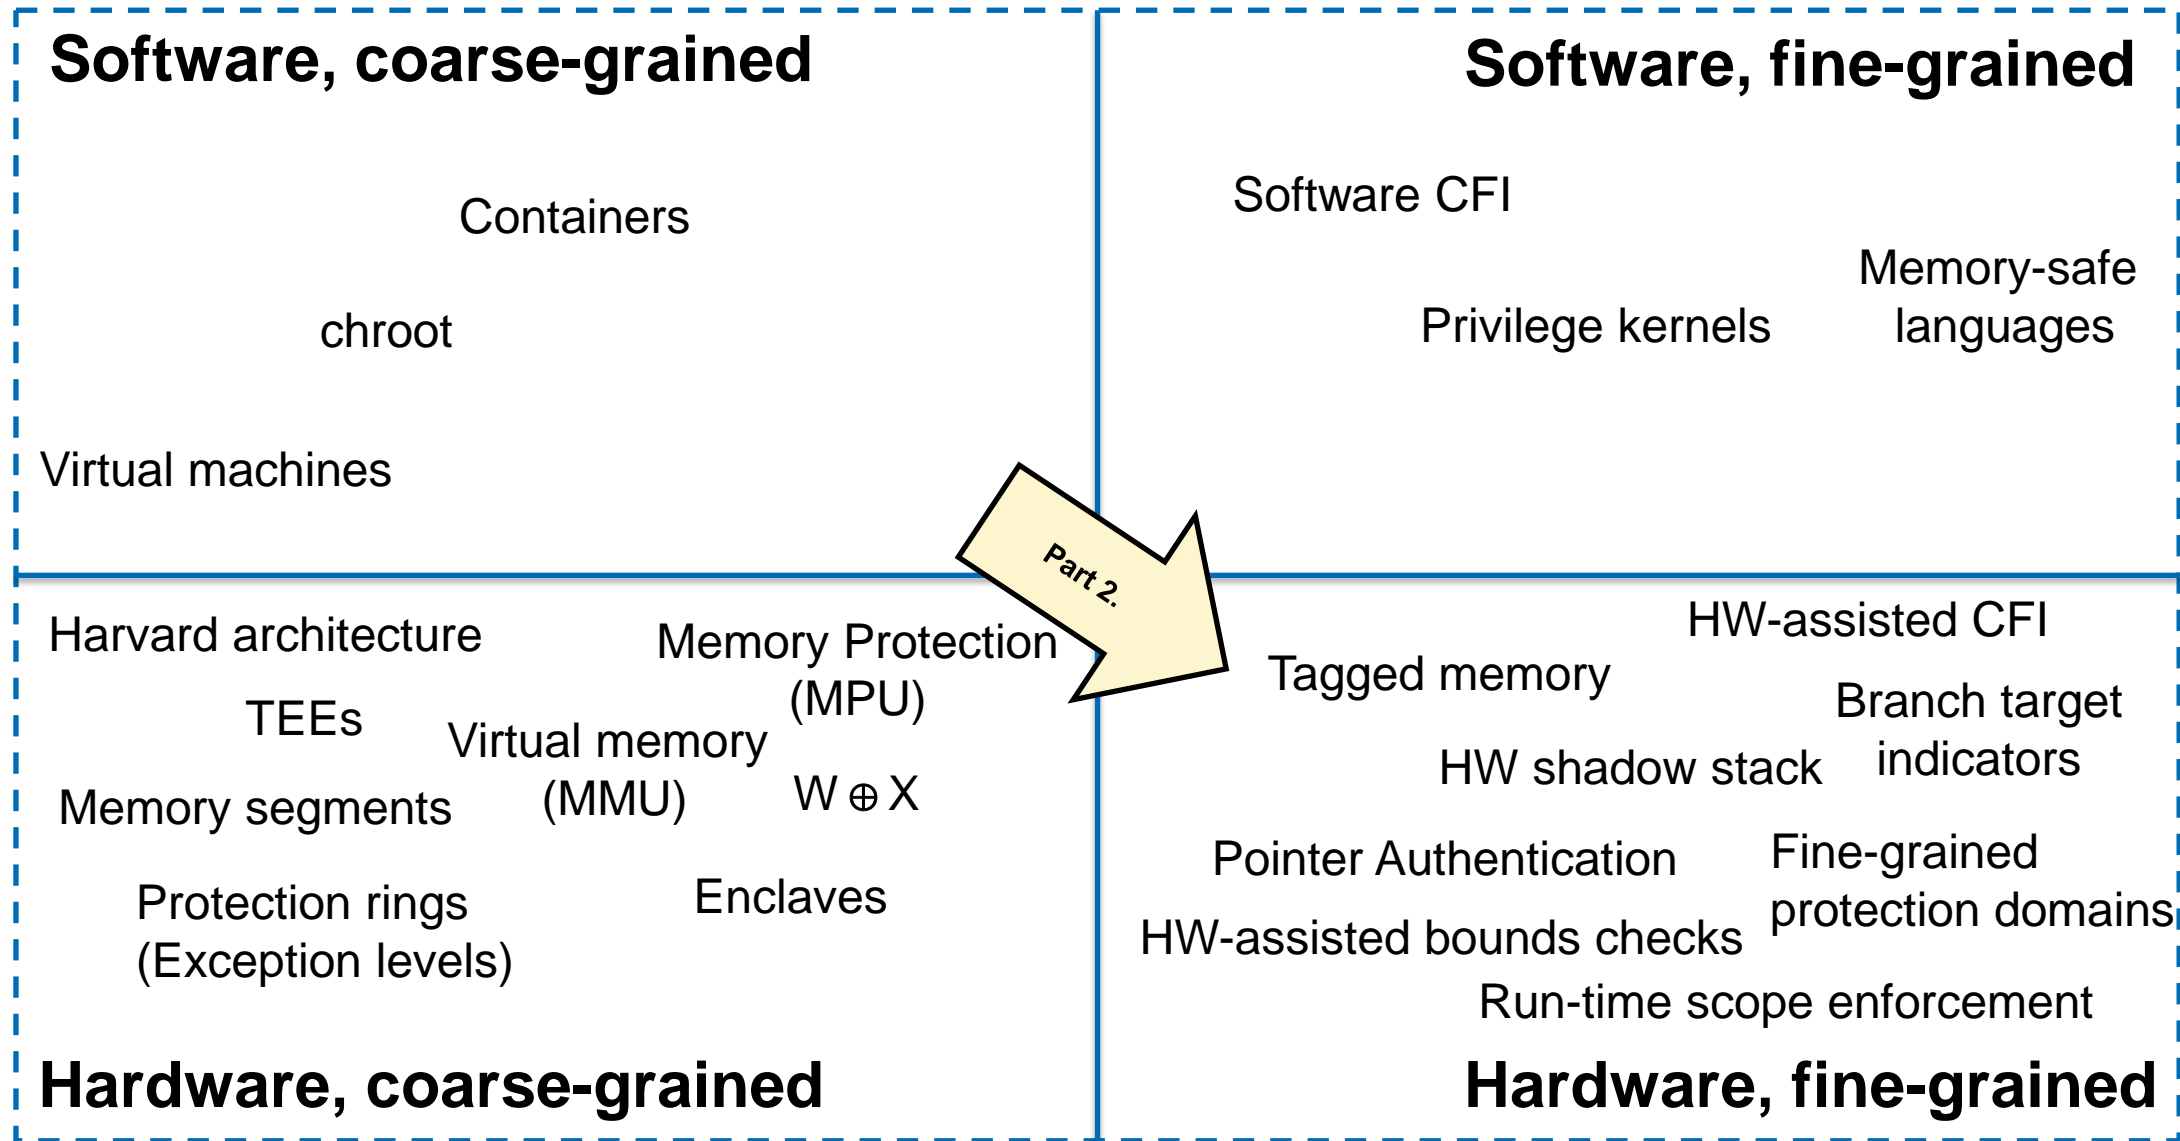 Software, coarse-grained
Containers
chroot
Virtual machines
Software, fine-grained
Software CFI
Memory-safe
languages
Privilege kernels
Part 2.
Harvard architecture
Memory Protection
(MPU)
TEEs
Virtual memory
(MMU)
W ⊕ X
Memory segments
Protection rings
(Exception levels)
Enclaves
Hardware, coarse-grained
HW-assisted CFI
Tagged memory
Branch target
indicators
HW shadow stack
Pointer Authentication
Fine-grained
protection domains
HW-assisted bounds checks
Run-time scope enforcement
Hardware, fine-grained